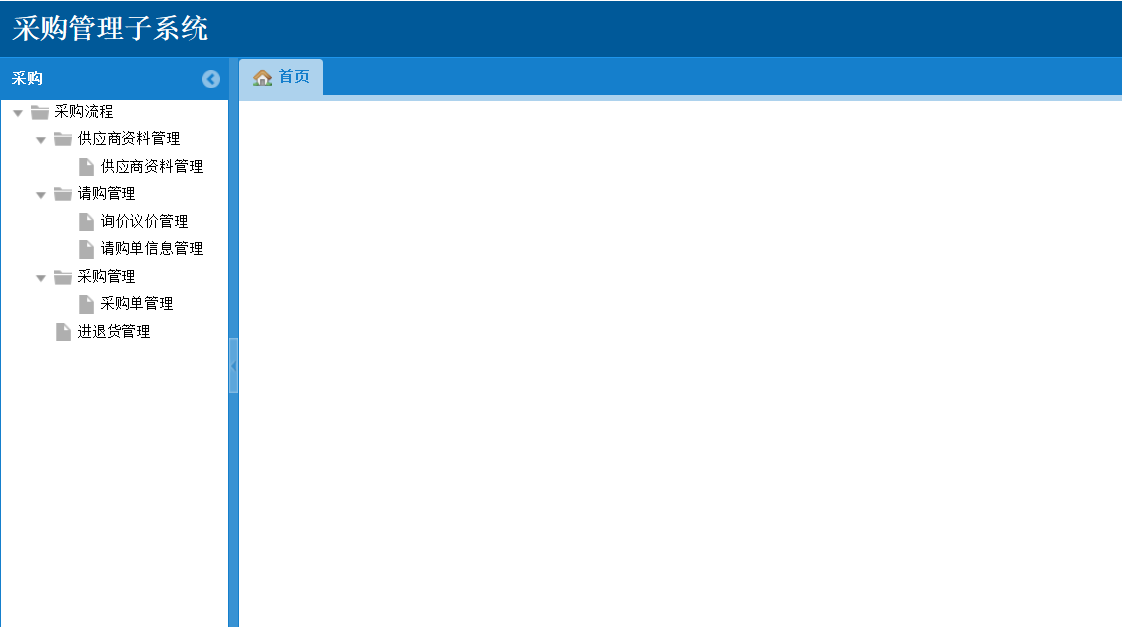 采购管理子系统
采购
首页
采购流程
供应商资料管理
供应商资料管理
请购管理
询价议价管理
请购单信息管理
采购管理
采购单管理
进退货管理